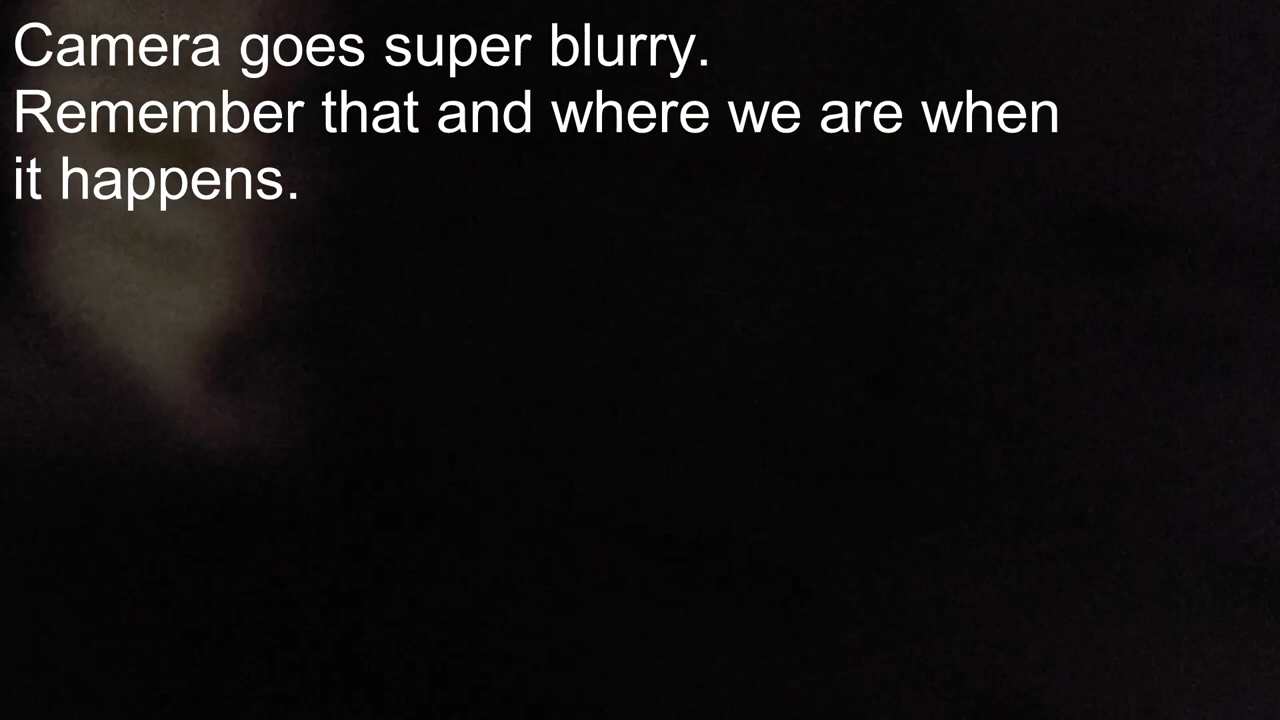 Camera goes super blurry.
Remember that and where we are when
it happens.